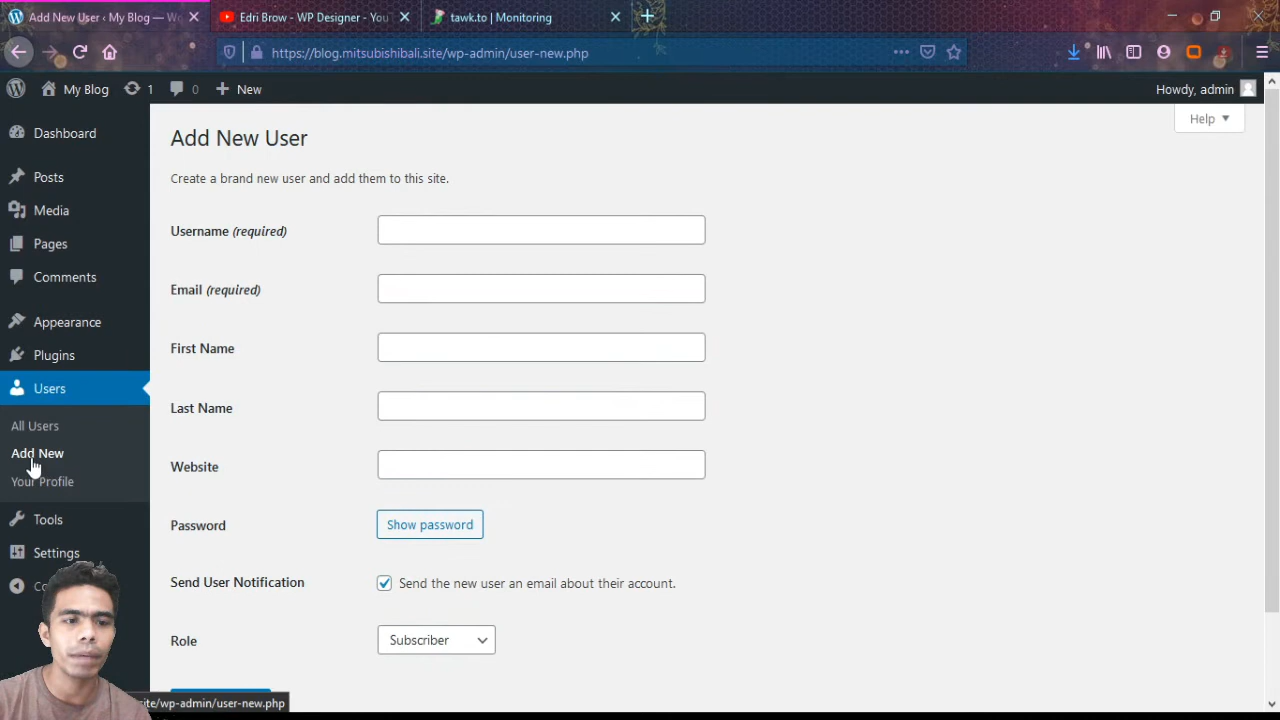 Add New User ‹ My Blog — Wo
Edri Brow - WP Designer - You
tawk.to | Monitoring
https://blog.mitsubishibali.site/wp-admin/user-new.php
My Blog
1
0
New
Howdy, admin
Help
Dashboard
Posts
Media
Pages
Comments
Appearance
Plugins
Users
All Users
Add New
Your Profile
Tools
Settings
Add New User
Create a brand new user and add them to this site.
Username (required)
Email (required)
First Name
Last Name
Website
Password
Show password
Send User Notification
Send the new user an email about their account.
Role
Subscriber
site/wp-admin/user-new.php